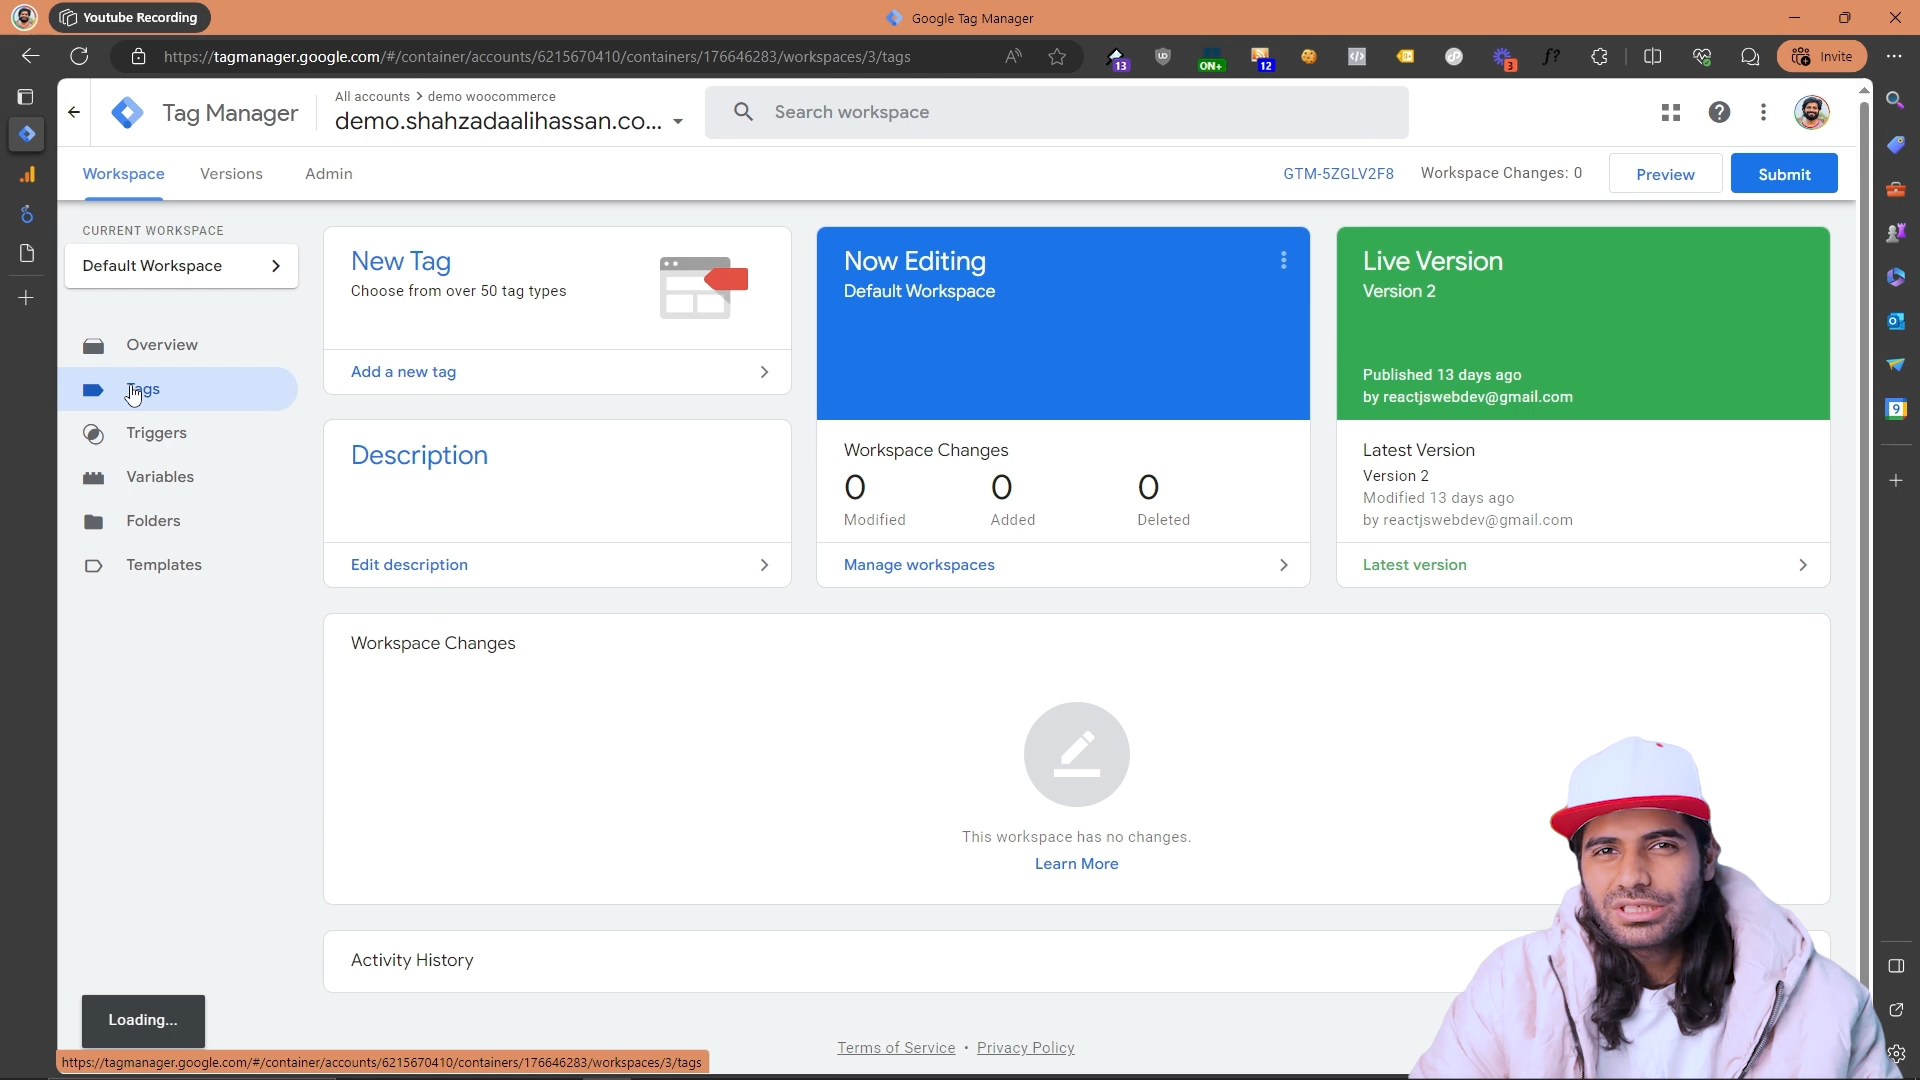 Youtube Recording
Google Tag Manager
https://tagmanager.google.com/#/container/accounts/6215670410/containers/176646283/workspaces/3/tags
13
ON+
12
3
f?
Invite
Tag Manager
All accounts > demo woocommerce
demo.shahzadaalihassan.co...
Search workspace
Workspace
Versions
Admin
GTM-5ZGLV2F8
Workspace Changes: 0
Preview
Submit
CURRENT WORKSPACE
Default Workspace
Overview
Tags
Triggers
Variables
Folders
Templates
New Tag
Choose from over 50 tag types
Add a new tag
Description
Edit description
Now Editing
Default Workspace
Workspace Changes
0 0 0
Modified Added Deleted
Manage workspaces
Live Version
Version 2
Published 13 days ago
by reactjswebdev@gmail.com
Latest Version
Version 2
Modified 13 days ago
by reactjswebdev@gmail.com
Latest version
9
Workspace Changes
This workspace has no changes.
Learn More
Activity History
Loading...
Terms of Service • Privacy Policy
https://tagmanager.google.com/#/container/accounts/6215670410/containers/176646283/workspaces/3/tags